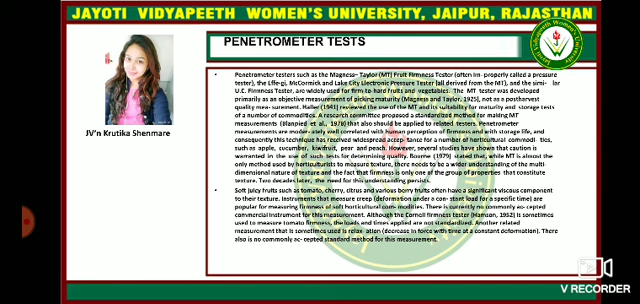 JAYOTI VIDYAPEETH WOMEN'S UNIVERSITY, JAIPUR, RAJASTHAN
PENETROMETER TESTS
• Penetrometer testers such as the Magness- Taylor (MT) Fruit Firmness Tester (often im- properly called a pressure
tester), the Effe-gi, McCormick and Lake City Electronic Pressure Tester (all derived from the MT), and the simi- lar
U.C. Firmness Tester, are widely used for firm-to-hard fruits and vegetables. The MT tester was developed
primarily as an objective measurement of picking maturity (Magness and Taylor, 1925), not as a postharvest
quality mea- surement. Haller (1941) reviewed the use of the MT and its suitability for maturity and storage tests
of a number of commodities. A research committee proposed a standardized method for making MT
measurements (Blanpied et al., 1978) that also should be applied to related testers. Penetrometer
measurements are moder-ately well correlated with human perception of firmness and with storage life, and
consequently this technique has received widespread accep-tance for a number of horticultural commodi- ties,
such as apple, cucumber, kiwifruit, pear and peach. However, several studies have shown that caution is
warranted in the use of such tests for determining quality. Bourne (1979) stated that, while MT is almost the
only method used by horticulturists to measure texture, there needs to be a wider understanding of the multi-
dimensional nature of texture and the fact that firmness is only one of the group of properties that constitute
texture. Two decades later, the need for this understanding persists.
• Soft juicy fruits such as tomato, cherry, citrus and various berry fruits often have a significant viscous component
to their texture. Instruments that measure creep (deformation under a con- stant load for a specific time) are
popular for measuring firmness of soft horticultural com-modities. There is currently no commonly ac- cepted
commercial instrument for this measurement. Although the Cornell firmness tester (Hamson, 1952) is sometimes
used to measure tomato firmness, the loads and times applied are not standardized. Another related
measurement that is sometimes used is relax- ation (decrease in force with time at a constant deformation). There
also is no commonly ac- cepted standard method for this measurement.
JV'n Krutika Shenmare
V RECORDER